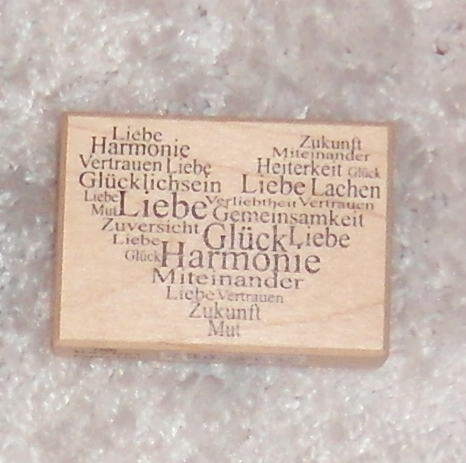 Liebe
Harmonie
Vertrauen Liebe
Glücklichsein
Liebe
Mut
Liebe
Zukunft
Miteinander
Heiterkeit Glück
Liebe Lachen
Verliebtheit Vertrauen
Gemeinsamkeit
Zuversicht
Glück Liebe
Liebe
Glück
Harmonie
Miteinander
Liebe Vertrauen
Zukunft
Mut